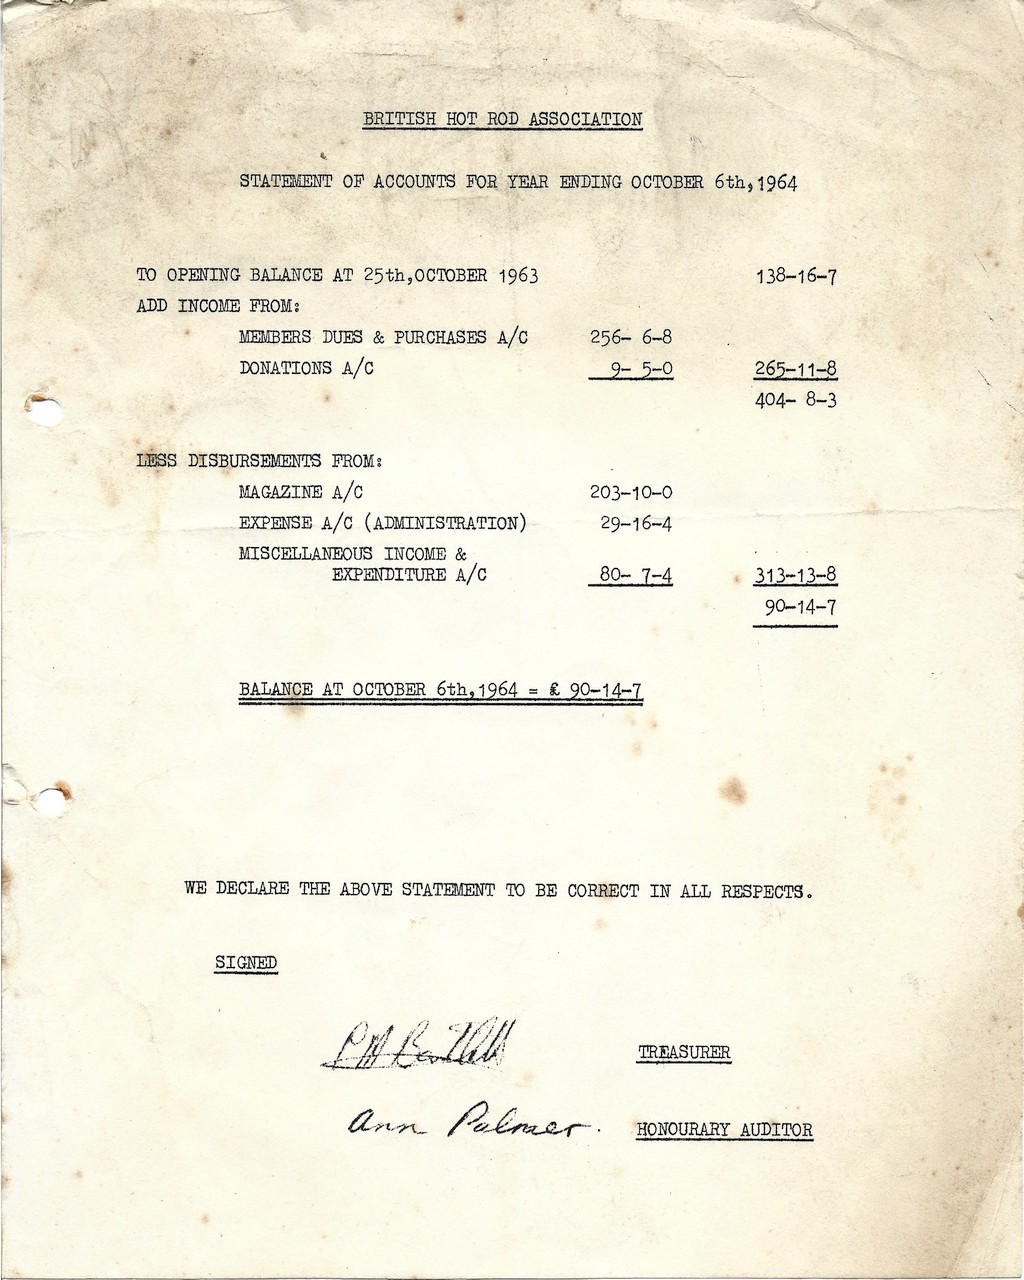 BRITISH HOT ROD ASSOCIATION
STATEMENT OF ACCOUNTS FOR YEAR ENDING OCTOBER 6th,1964
TO OPENING BALANCE AT 25th,OCTOBER 1963 138-16-7
ADD INCOME FROM:
MEMBERS DUES & PURCHASES A/C 256- 6-8
DONATIONS A/C 9- 5-0 265-11-8
404- 8-3
LESS DISBURSEMENTS FROM:
MAGAZINE A/C 203-10-0
EXPENSE A/C (ADMINISTRATION) 29-16-4
MISCELLANEOUS INCOME &
EXPENDITURE A/C 80- 7-4 313-13-8
90-14-7
BALANCE AT OCTOBER 6th,1964 = £ 90-14-7
WE DECLARE THE ABOVE STATEMENT TO BE CORRECT IN ALL RESPECTS.
SIGNED
TREASURER
Ann Palmer. HONOURARY AUDITOR